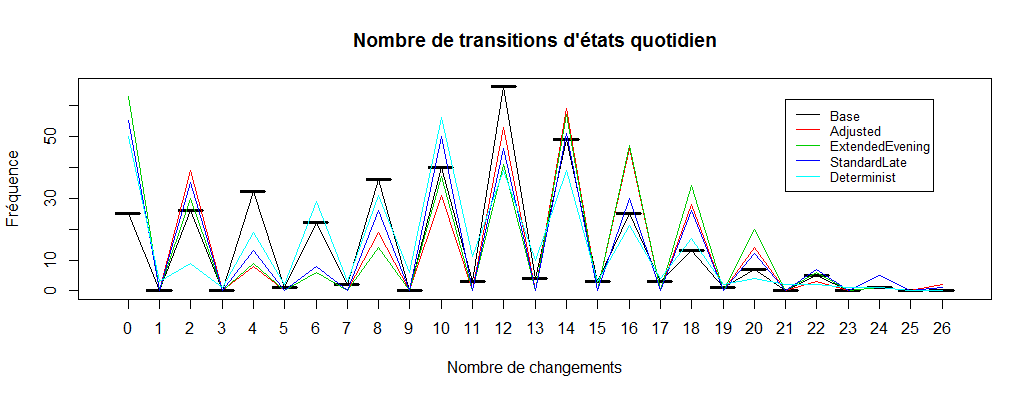 Nombre de transitions d'états quotidien
Fréquence
0 10 30 50
Base
Adjusted
ExtendedEvening
StandardLate
Determinist
0 1 2 3 4 5 6 7 8 9 10 11 12 13 14 15 16 17 18 19 20 21 22 23 24 25 26
Nombre de changements